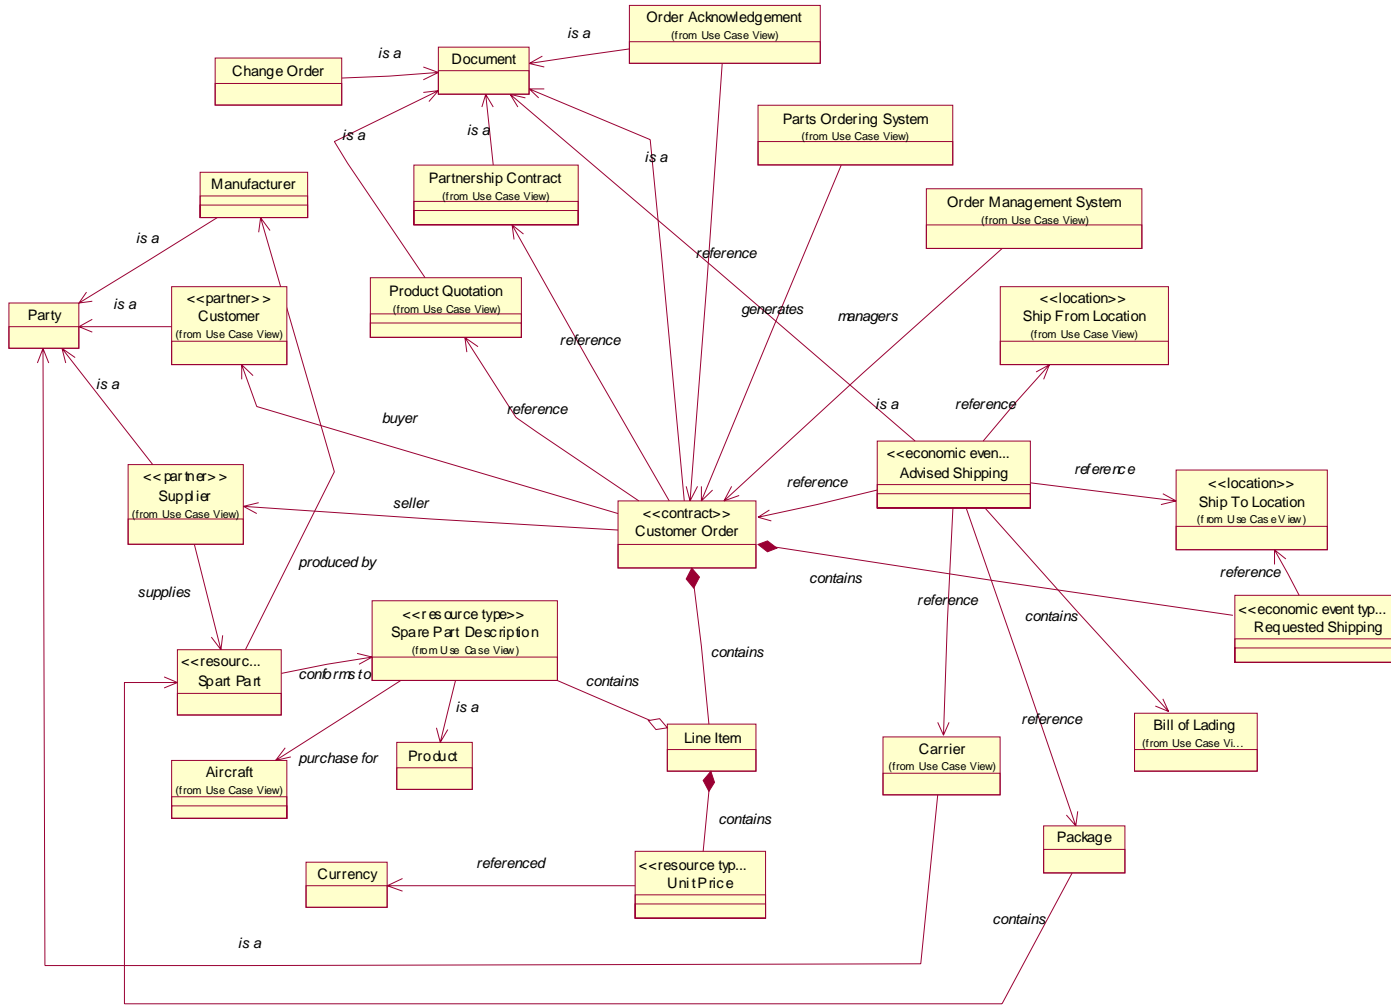 Order Acknowledgement
(from Use Case View)
is a
is a
Document
Change Order
Parts Ordering System
(from Use Case View)
is a
is a
is a
Partnership Contract
(from Use Case View)
Manufacturer
Order Management System
(from Use Case View)
is a
reference
Product Quotation
(from Use Case View)
<<partner>>
Customer
(from Use Case View)
is a
Party
<<location>>
Ship From Location
(from Use Case View)
generates
managers
reference
is a
buyer
reference
is a
reference
<<economic even...
Advised Shipping
<<partner>>
Supplier
(from Use Case View)
seller
reference
reference
<<location>>
Ship To Location
(from Use Case View)
<<contract>>
Customer Order
produced by
supplies
contains
reference
reference
contains
<<economic event typ...
Requested Shipping
<<resource type>>
Spare Part Description
(from Use Case View)
<<resourc...
Spart Part
conforms to
contains
contains
is a
reference
Line Item
Bill of Lading
(from Use Case Vi...
Carrier
(from Use Case View)
Product
purchase for
Aircraft
(from Use Case View)
contains
Package
referenced
Currency
<<resource typ...
Unit Price
contains
is a